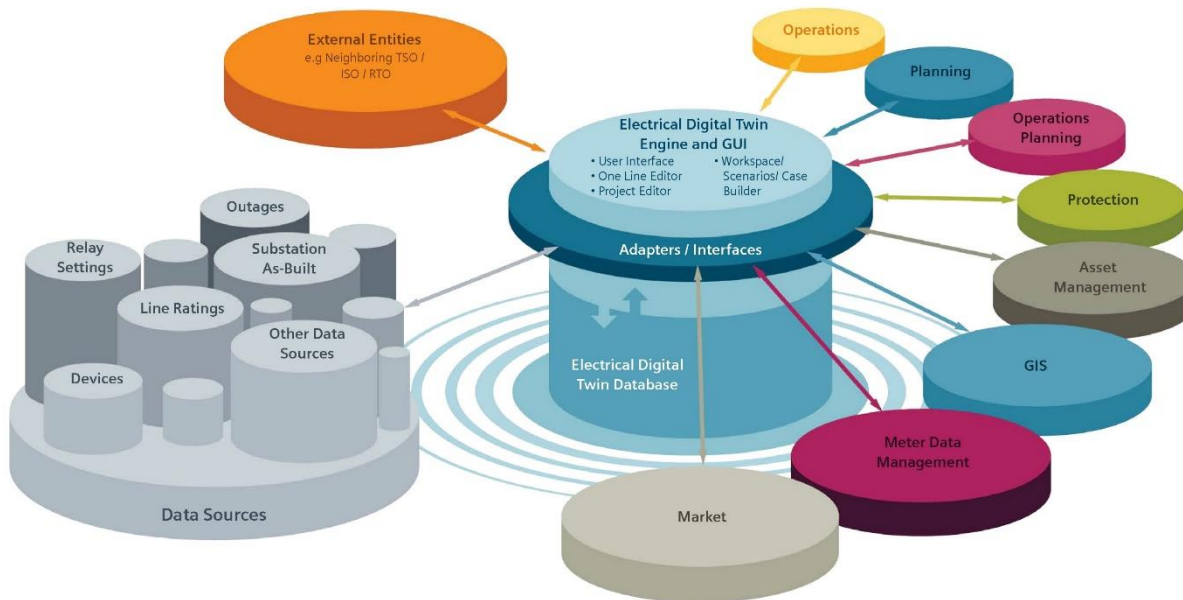 External Entities
e.g Neighboring TSO /
ISO / RTO
Operations
Planning
Operations
Planning
Protection
Asset
Management
GIS
Meter Data
Management
Market
Electrical Digital Twin
Engine and GUI
• User Interface
• One Line Editor
• Project Editor
• Workspace/
Scenarios/ Case
Builder
Adapters / Interfaces
Electrical Digital
Twin Database
Outages
Relay
Settings
Substation
As-Built
Line Ratings
Other Data
Sources
Devices
Data Sources